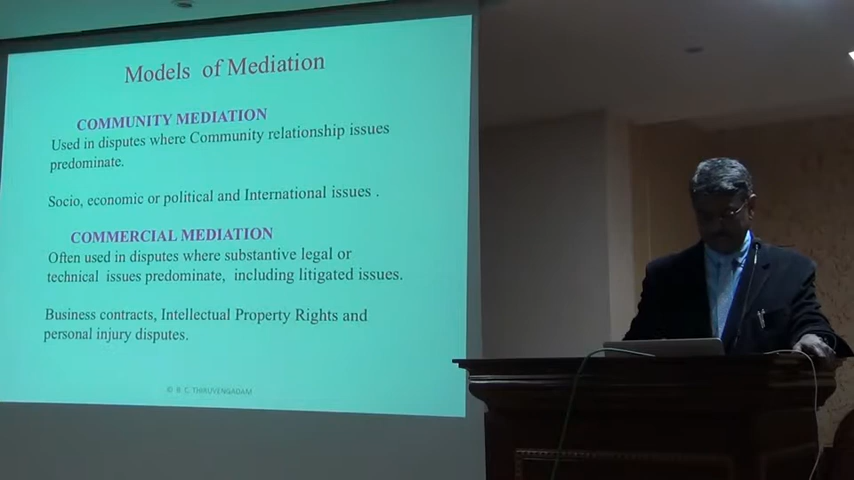 Models of Mediation
COMMUNITY MEDIATION
Used in disputes where Community relationship issues
predominate.
Socio, economic or political and International issues .
COMMERCIAL MEDIATION
Often used in disputes where substantive legal or
technical issues predominate, including litigated issues.
Business contracts, Intellectual Property Rights and
personal injury disputes.
© B. C. THIRUVENGADAM